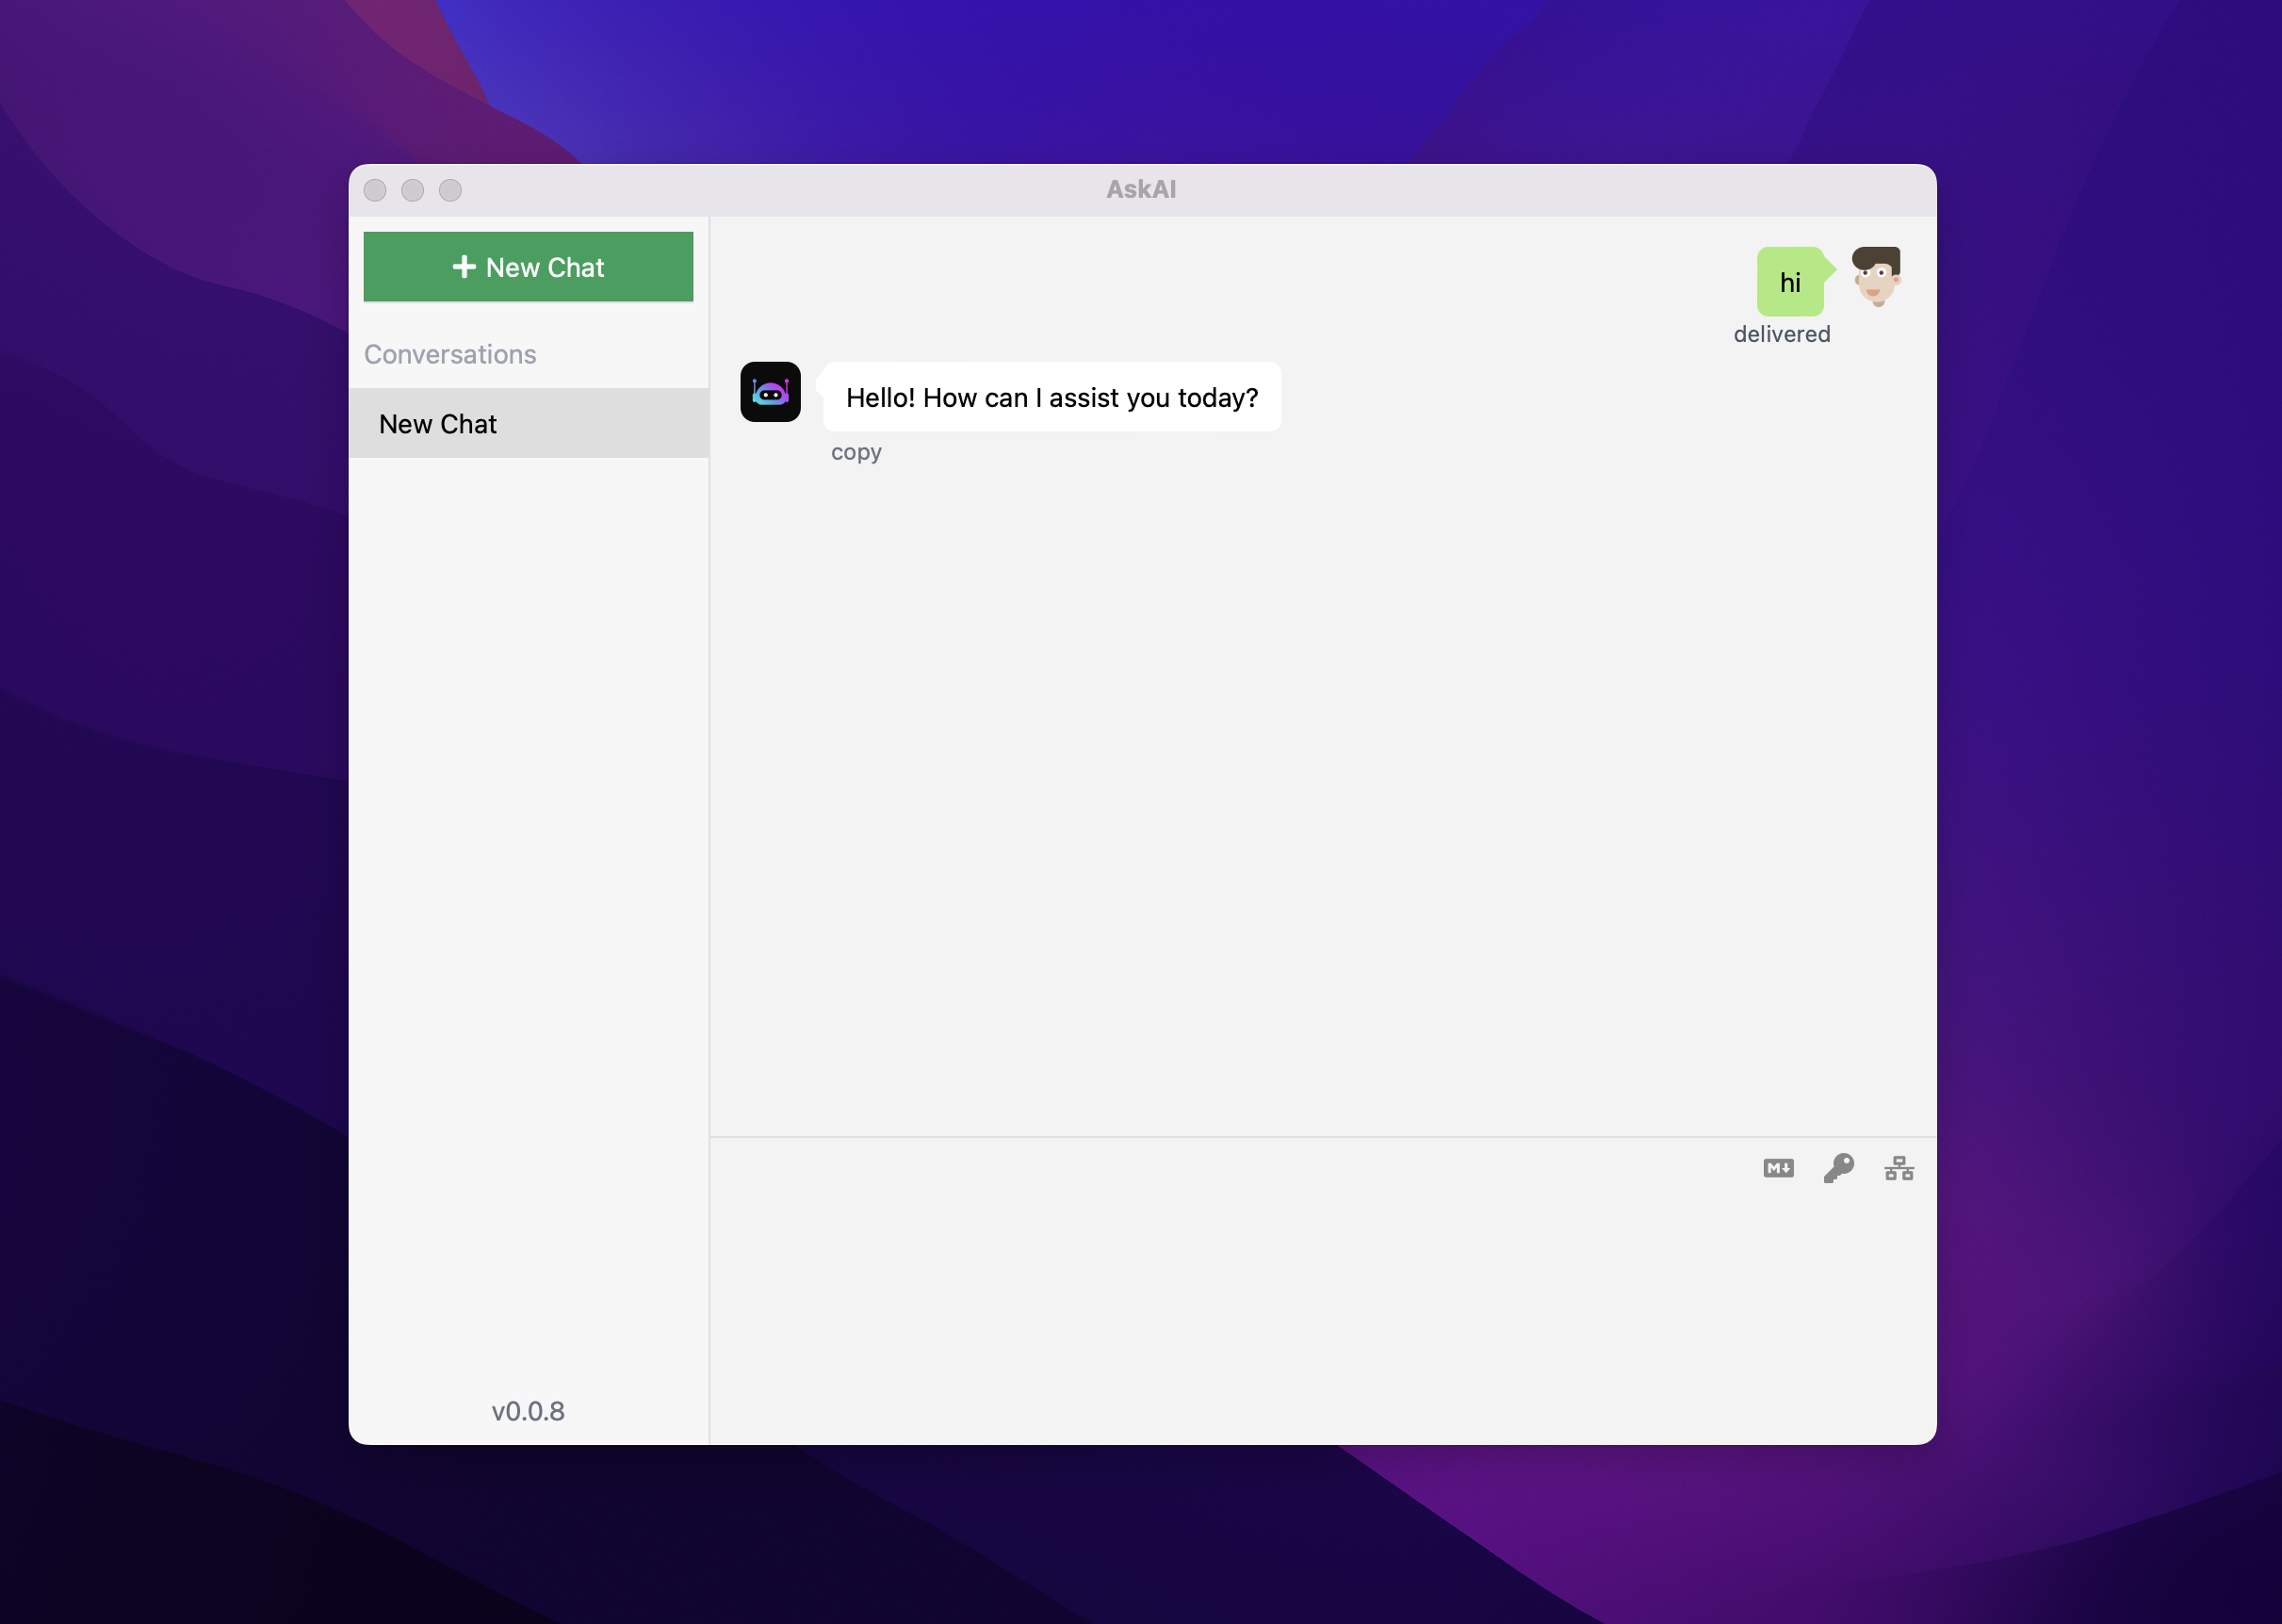 AskAI
New Chat
Conversations
New Chat
v0.0.8
hi
delivered
Hello! How can I assist you today?
copy
M